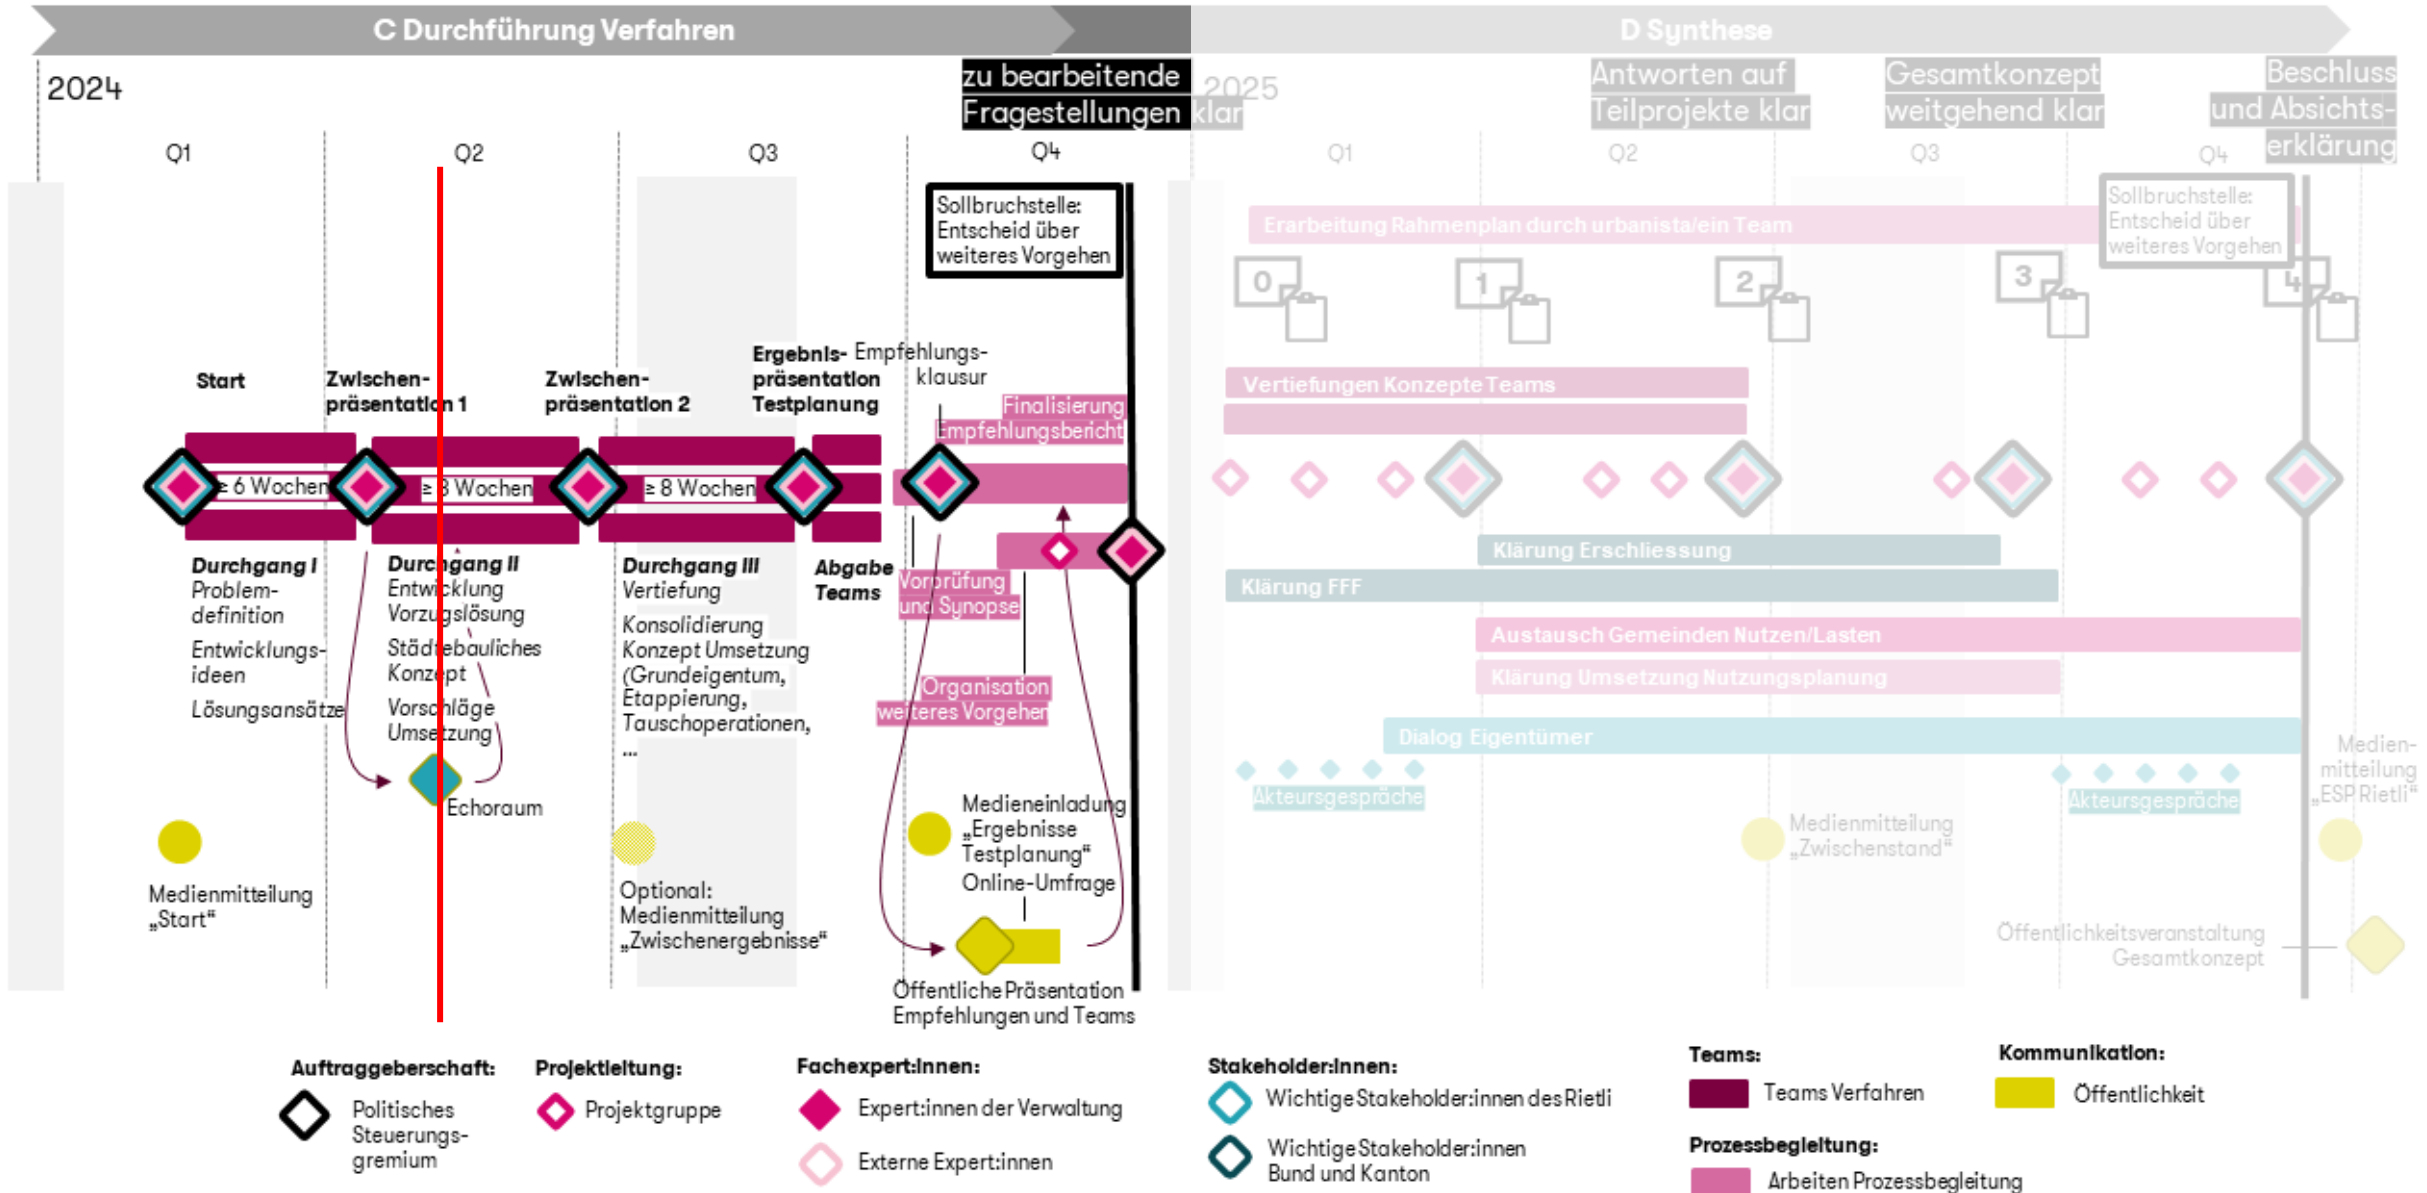 C Durchführung Verfahren
D Synthese
2024
zu bearbeitende
Fragestellungen klar
2025
Antworten auf
Teilprojekte klar
Gesamtkonzept
weitgehend klar
Beschluss
und Absichts-
erklärung
Q1
Q2
Q3
Q4
Q1
Q2
Q3
Q4
Sollbruchstelle:
Entscheid über
weiteres Vorgehen
Sollbruchstelle:
Entscheid über
weiteres Vorgehen
Erarbeitung Rahmenplan durch urbanista/ein Team
0
1
2
3
4
Start
Zwischen-
präsentation 1
Zwischen-
präsentation 2
Ergebnis-
präsentation
Testplanung
Empfehlungs-
klausur
Finalisierung
Empfehlungsbericht
Vertiefungen Konzepte Teams
≥ 6 Wochen
≥ 8 Wochen
≥ 8 Wochen
Durchgang I
Problem-
definition
Entwicklungs-
ideen
Lösungsansätze
Durchgang II
Entwicklung
Vorzugslösung
Städtebauliches
Konzept
Vorschläge
Umsetzung
Durchgang III
Vertiefung
Konsolidierung
Konzept Umsetzung
(Grundeigentum,
Etappierung,
Tauschoperationen,
...
Abgabe
Teams
Vorprüfung
und Synopse
Organisation
weiteres Vorgehen
Klärung Erschliessung
Klärung FFF
Austausch Gemeinden Nutzen/Lasten
Klärung Umsetzung Nutzungsplanung
Dialog Eigentümer
Akteursgespräche
Akteursgespräche
Medien-
mitteilung
„ESP Rietli“
Echoraum
Medienmitteilung
„Start“
Optional:
Medienmitteilung
„Zwischenergebnisse“
Medieneinladung
„Ergebnisse
Testplanung“
Online-Umfrage
Medienmitteilung
„Zwischenstand“
Öffentliche Präsentation
Empfehlungen und Teams
Öffentlichkeitsveranstaltung
Gesamtkonzept
Auftraggeberschaft:
Politisches
Steuerungs-
gremium
Projektleitung:
Projektgruppe
Fachexpert:innen:
Expert:innen der Verwaltung
Externe Expert:innen
Stakeholder:innen:
Wichtige Stakeholder:innen des Rietli
Wichtige Stakeholder:innen
Bund und Kanton
Teams:
Teams Verfahren
Prozessbegleitung:
Arbeiten Prozessbegleitung
Kommunikation:
Öffentlichkeit